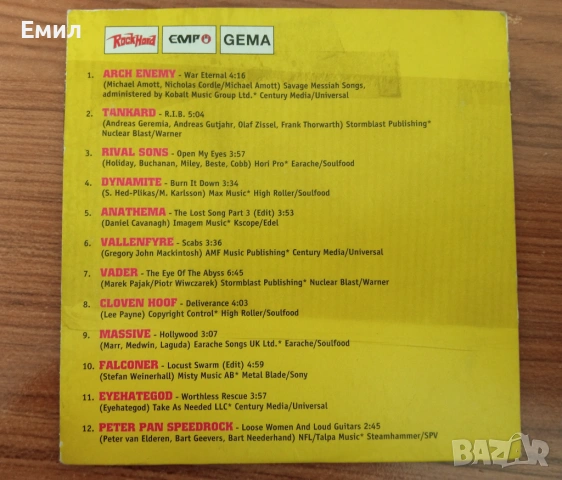 Емил
RockHard EMP GEMA
1. ARCH ENEMY - War Eternal 4:16
(Michael Amott, Nicholas Cordle/Michael Amott) Savage Messiah Songs,
administered by Kobalt Music Group Ltd.* Century Media/Universal
2. TANKARD - R.I.B. 5:04
(Andreas Geremia, Andreas Gutjahr, Olaf Zissel, Frank Thorwarth) Stormblast Publishing*
Nuclear Blast/Warner
3. RIVAL SONS - Open My Eyes 3:57
(Holiday, Buchanan, Miley, Beste, Cobb) Hori Pro* Earache/Soulfood
4. DYNAMITE - Burn It Down 3:34
(S. Hed-Plikas/M. Karlsson) Max Music* High Roller/Soulfood
5. ANATHEMA - The Lost Song Part 3 (Edit) 3:53
(Daniel Cavanagh) Imagem Music* Kscope/Edel
6. VALLENFYRE - Scabs 3:36
(Gregory John Mackintosh) AMF Music Publishing* Century Media/Universal
7. VADER - The Eye Of The Abyss 6:45
(Marek Pajak/Piotr Wiwczarek) Stormblast Publishing* Nuclear Blast/Warner
8. CLOVEN HOOF - Deliverance 4:03
(Lee Payne) Copyright Control* High Roller/Soulfood
9. MASSIVE - Hollywood 3:07
(Marr, Medwin, Laguda) Earache Songs UK Ltd.* Earache/Soulfood
10. FALCONER - Locust Swarm (Edit) 4:59
(Stefan Weinerhall) Misty Music AB* Metal Blade/Sony
11. EYEHATEGOD - Worthless Rescue 3:57
(Eyehategod) Take As Needed LLC* Century Media/Universal
12. PETER PAN SPEEDROCK - Loose Women And Loud Guitars 2:45
(Peter van Elderen, Bart Geevers, Bart Neederhand) NFL/Talpa Music* Steamhammer/SPV
BAZAR